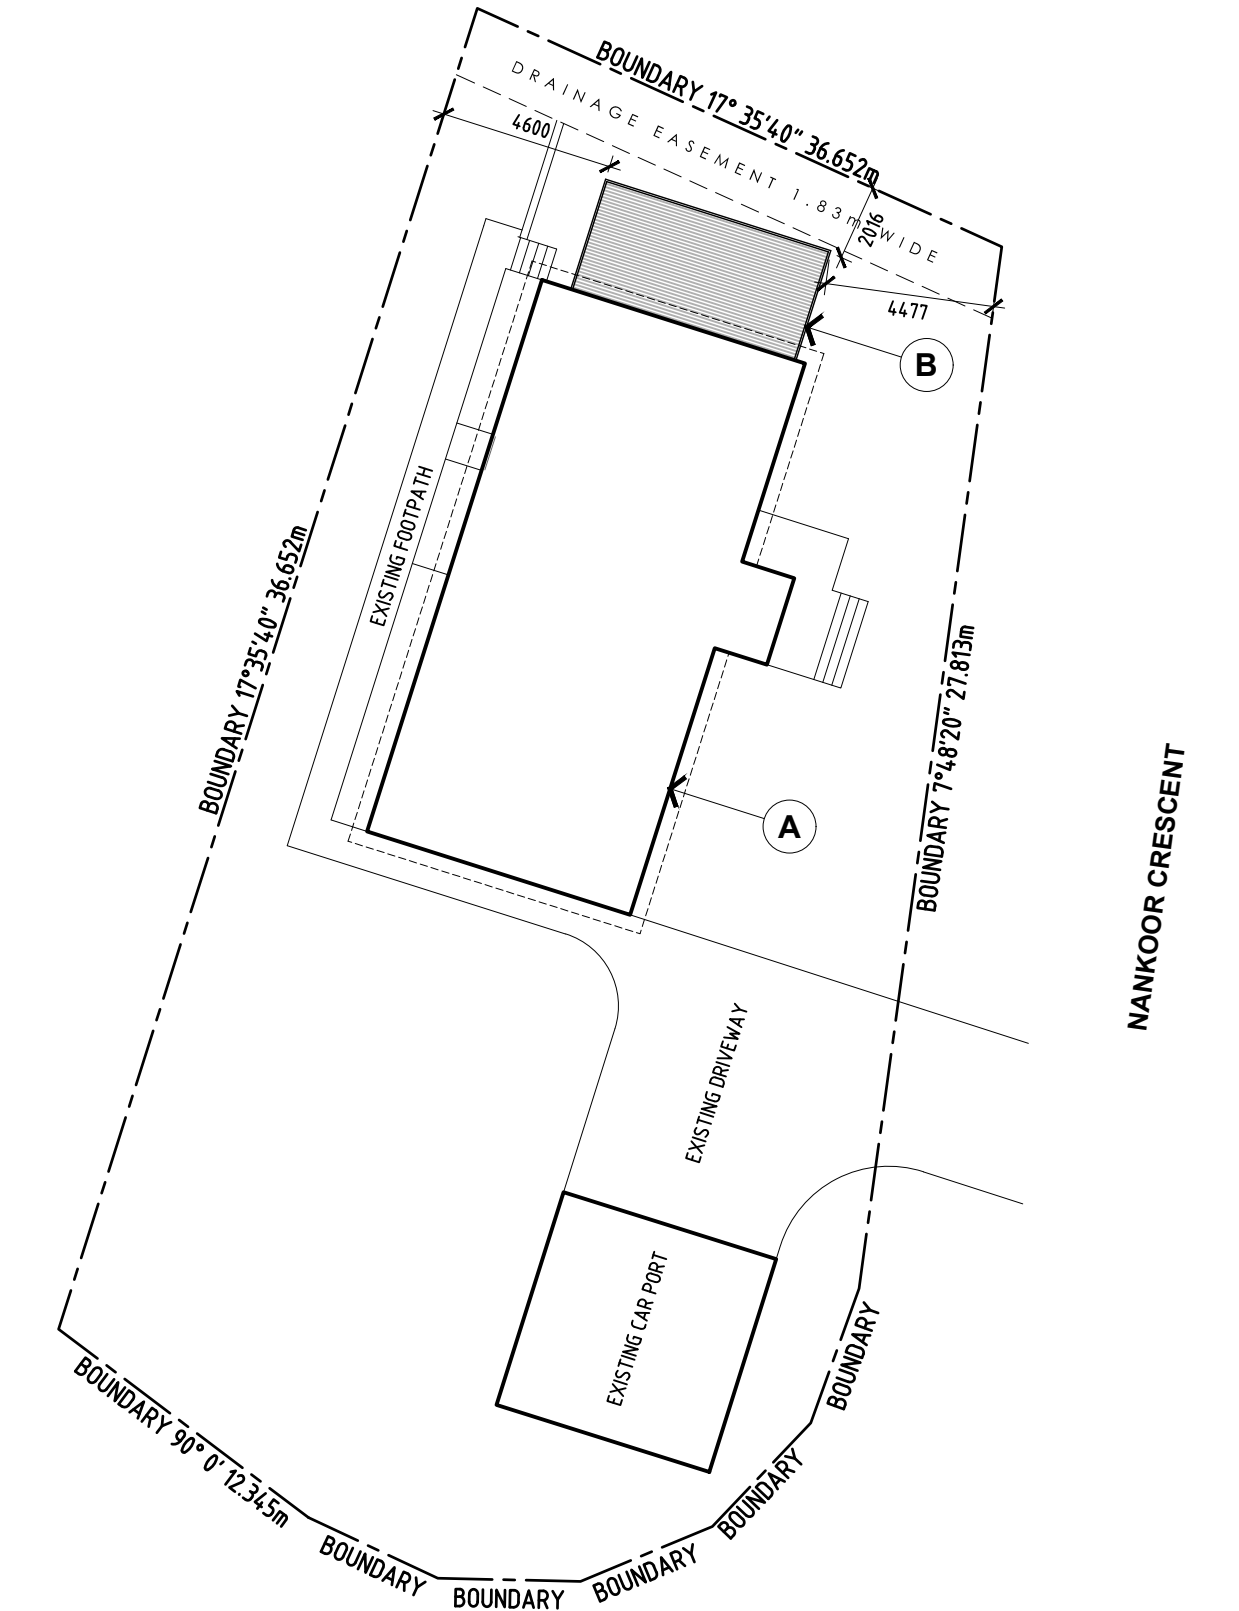 BOUNDARY 17° 35'40" 36.652m
DRAINAGE EASEMENT 1.83m WIDE
4600
2016
4477
B
EXISTING FOOTPATH
BOUNDARY 17°35'40" 36.652m
BOUNDARY 7°48'20" 27.813m
NANKOOR CRESCENT
A
EXISTING DRIVEWAY
EXISTING CAR PORT
BOUNDARY 90° 0' 12.345m
BOUNDARY
BOUNDARY
BOUNDARY
BOUNDARY
BOUNDARY